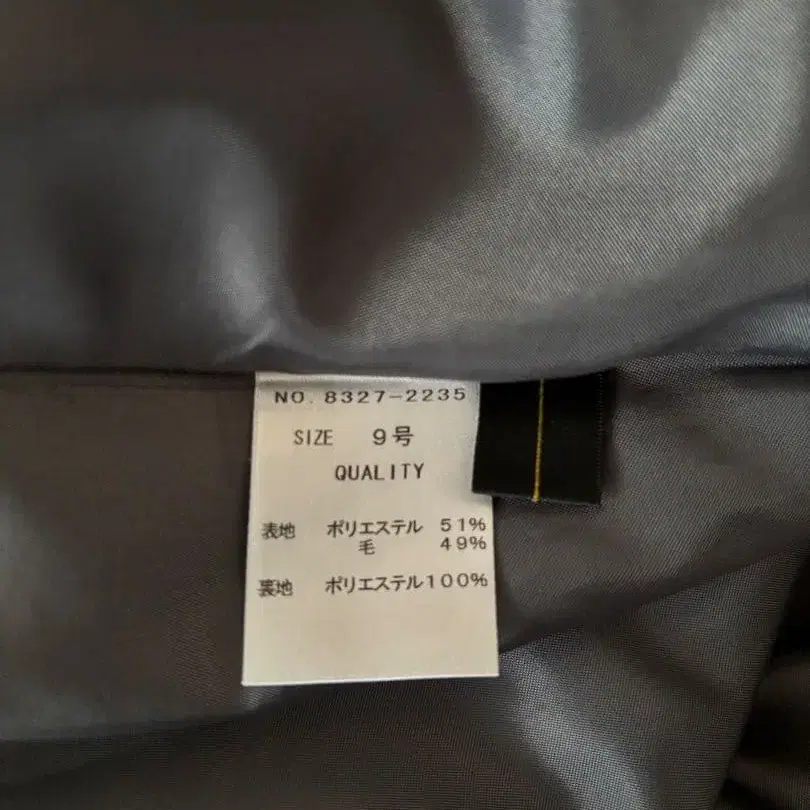 NO. 8327-2235
SIZE 9号
QUALITY
表地 ポリエステル 51%
毛 49%
裏地 ポリエステル100%